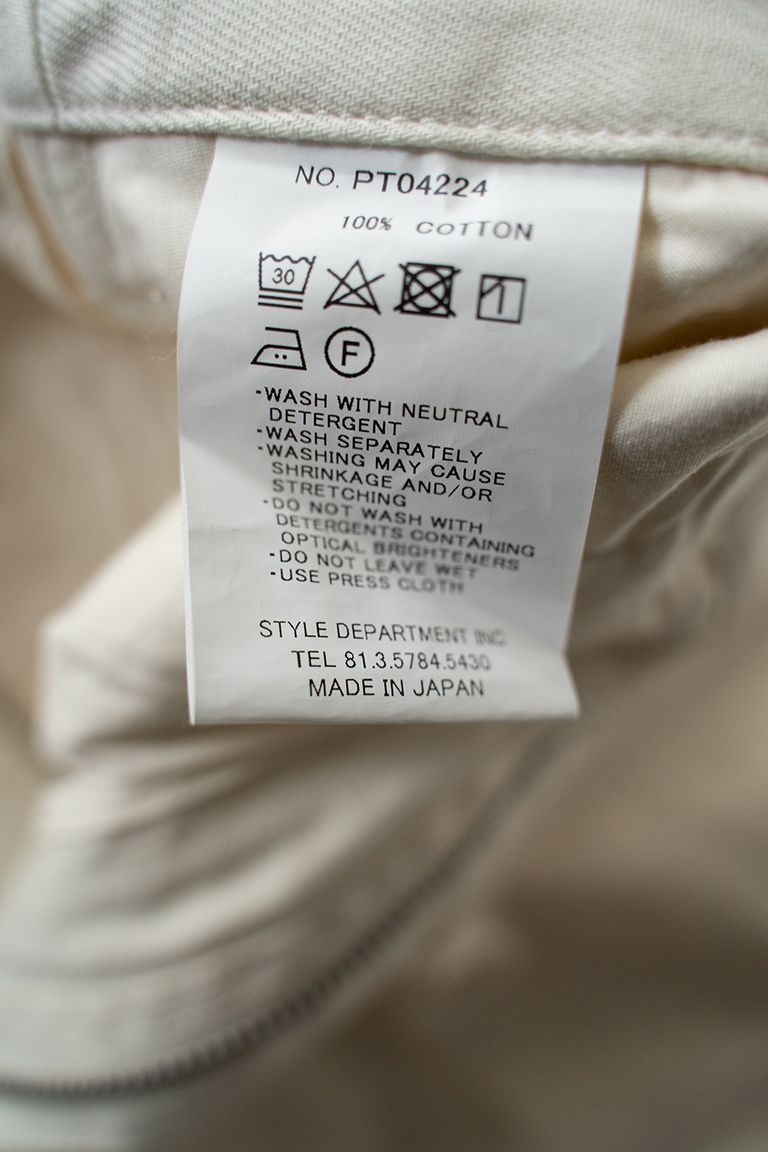 NO. PT04224
100% COTTON
30
F
-WASH WITH NEUTRAL
DETERGENT
-WASH SEPARATELY
-WASHING MAY CAUSE
SHRINKAGE AND/OR
STRETCHING
-DO NOT WASH WITH
DETERGENTS CONTAINING
OPTICAL BRIGHTENERS
-DO NOT LEAVE WET
-USE PRESS CLOTH
STYLE DEPARTMENT INC
TEL 81.3.5784.5430
MADE IN JAPAN